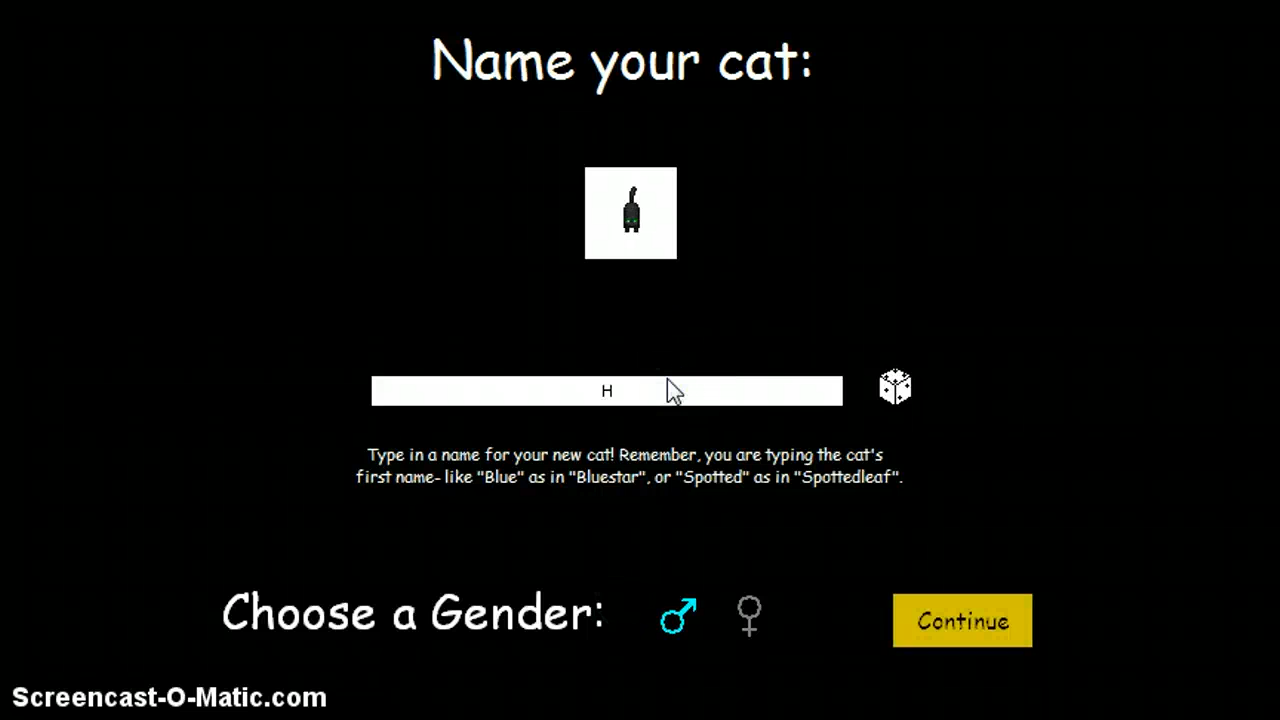 Name your cat:
H
Type in a name for your new cat! Remember, you are typing the cat's
first name- like "Blue" as in "Bluestar", or "Spotted" as in "Spottedleaf".
Choose a Gender:
Continue
Screencast-O-Matic.com